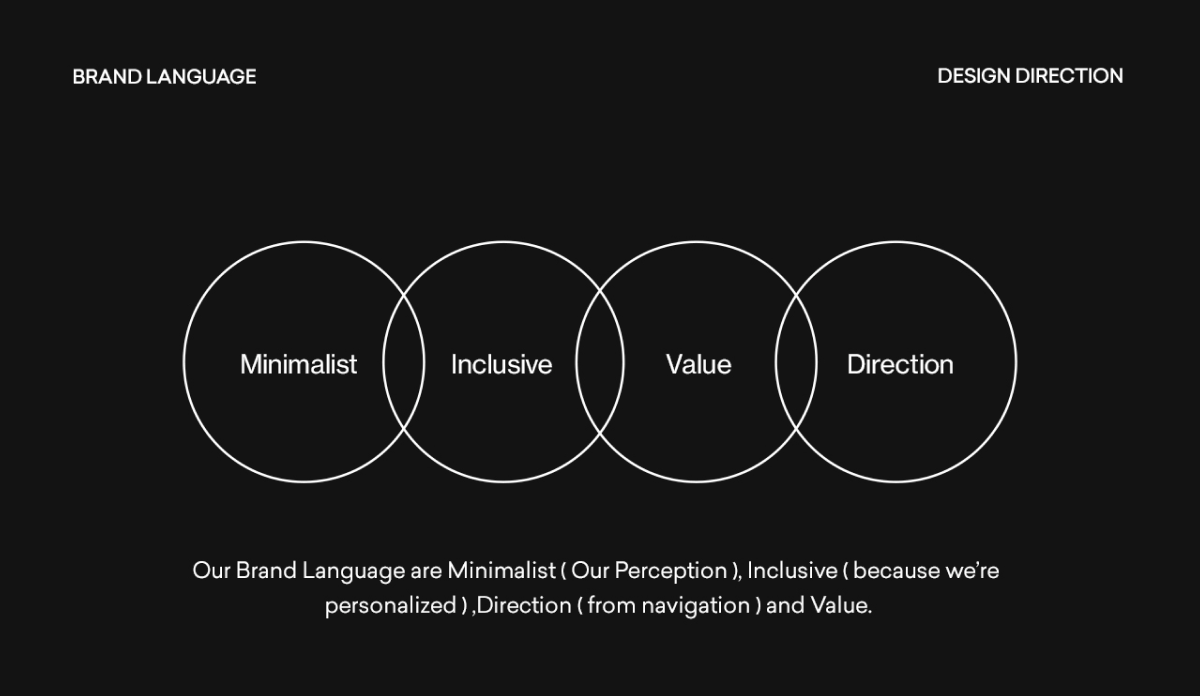 BRAND LANGUAGE
DESIGN DIRECTION
Minimalist
Inclusive
Value
Direction
Our Brand Language are Minimalist ( Our Perception ), Inclusive ( because we’re
personalized ) ,Direction ( from navigation ) and Value.